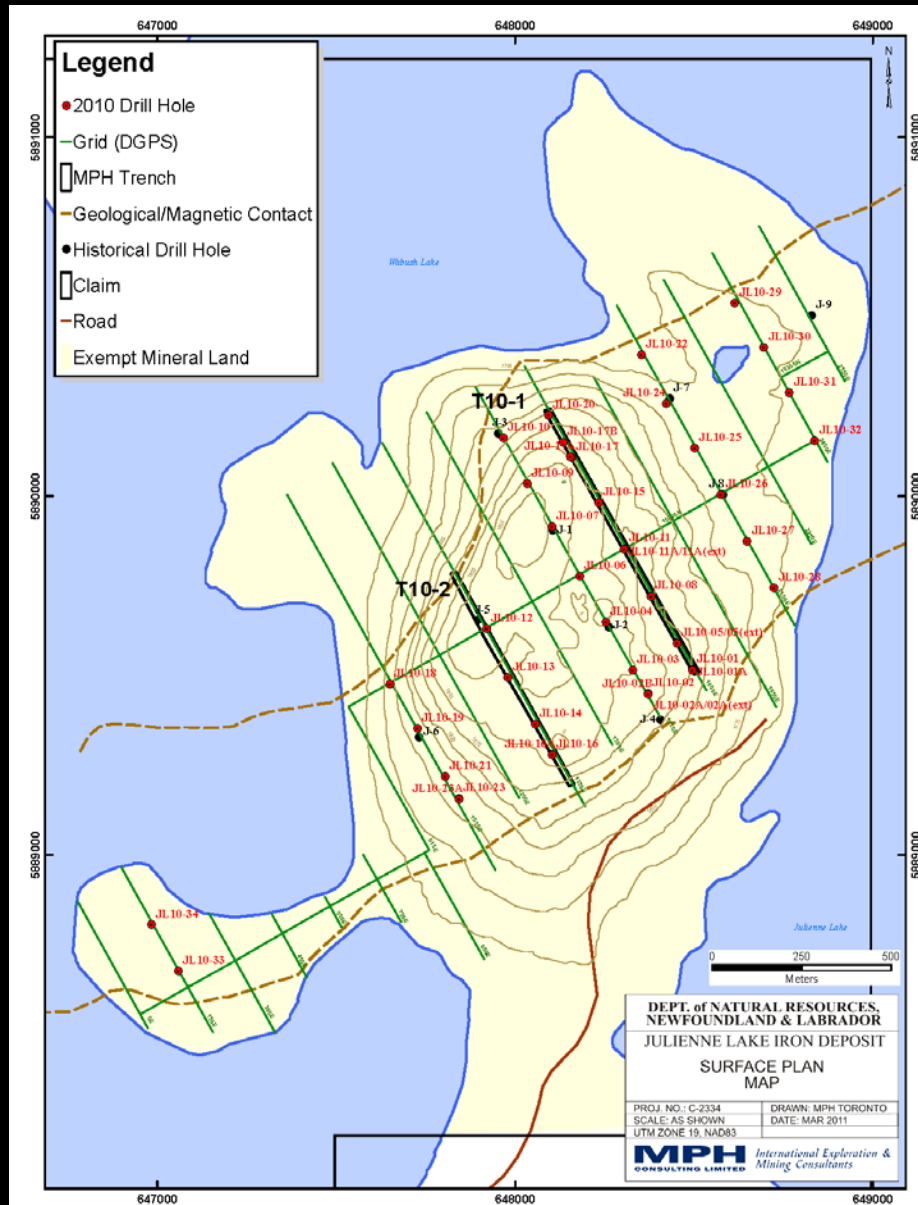 647000
648000
649000
Legend
2010 Drill Hole
Grid (DGPS)
MPH Trench
Geological/Magnetic Contact
Historical Drill Hole
Claim
Road
Exempt Mineral Land
N
5891000
5891000
Wabush Lake
JL10-29
J-9
JL10-30
JL10-22
J-7
JL10-24
JL10-31
T10-1
JL10-20
J-3
JL10-10
JL10-17B
JL10-17
JL10-25
JL10-32
JL10-09
JL10-15
J-8
JL10-26
5890000
5890000
JL10-07
J-1
JL10-11
JL10-11A/11A(ext)
JL10-27
JL10-06
T10-2
JL10-08
JL10-28
J-5
JL10-12
JL10-04
J-2
JL10-05/05(ext)
JL10-03
JL10-01
JL10-01A
JL10-13
JL10-18
JL10-02B
JL10-02
JL10-02A/02A(ext)
J-4
JL10-19
J-6
JL10-14
JL10-16
JL10-21
JL10-23A
JL10-23
5889000
5889000
JL10-34
JL10-33
Julienne Lake
0 250 500
Meters
DEPT. of NATURAL RESOURCES,
NEWFOUNDLAND & LABRADOR
JULIENNE LAKE IRON DEPOSIT
SURFACE PLAN
MAP
PROJ. NO.: C-2334
DRAWN: MPH TORONTO
SCALE: AS SHOWN
DATE: MAR 2011
UTM ZONE 19, NAD83
MPH
CONSULTING LIMITED
International Exploration &
Mining Consultants
647000
648000
649000